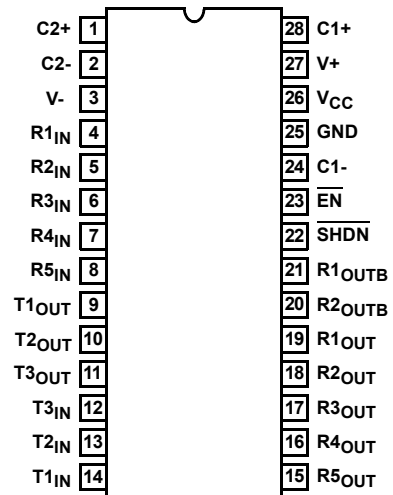 C2+ 1 28 C1+
C2- 2 27 V+
V- 3 26 VCC
R1IN 4 25 GND
R2IN 5 24 C1-
R3IN 6 23 EN
R4IN 7 22 SHDN
R5IN 8 21 R1OUTB
T1OUT 9 20 R2OUTB
T2OUT 10 19 R1OUT
T3OUT 11 18 R2OUT
T3IN 12 17 R3OUT
T2IN 13 16 R4OUT
T1IN 14 15 R5OUT